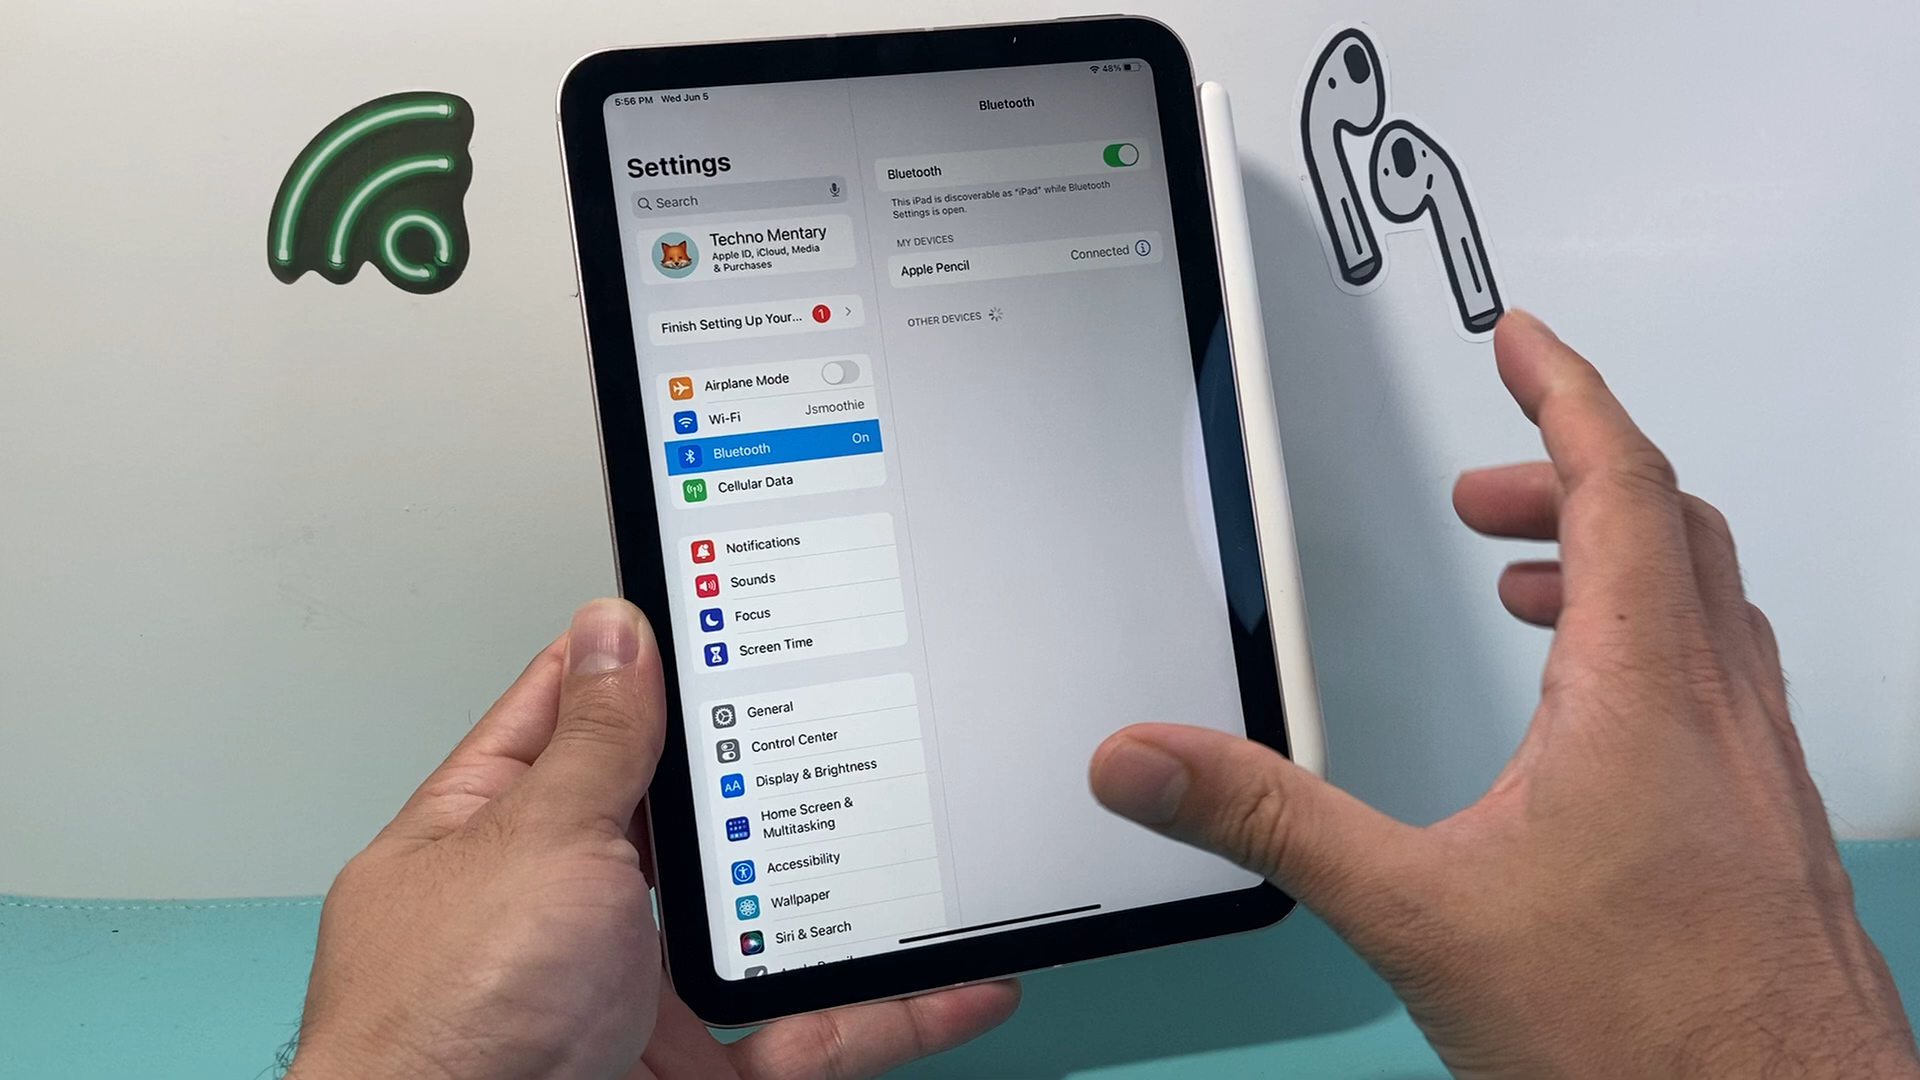 5:56 PM Wed Jun 5
48%
Settings
Search
Techno Mentary
Apple ID, iCloud, Media
& Purchases
Finish Setting Up Your...
1
Airplane Mode
Wi-Fi
Jsmoothie
Bluetooth
On
Cellular Data
Notifications
Sounds
Focus
Screen Time
General
Control Center
AA
Display & Brightness
Home Screen &
Multitasking
Accessibility
Wallpaper
Siri & Search
Apple Pencil
Bluetooth
Bluetooth
This iPad is discoverable as "iPad" while Bluetooth
Settings is open.
MY DEVICES
Apple Pencil
Connected
OTHER DEVICES